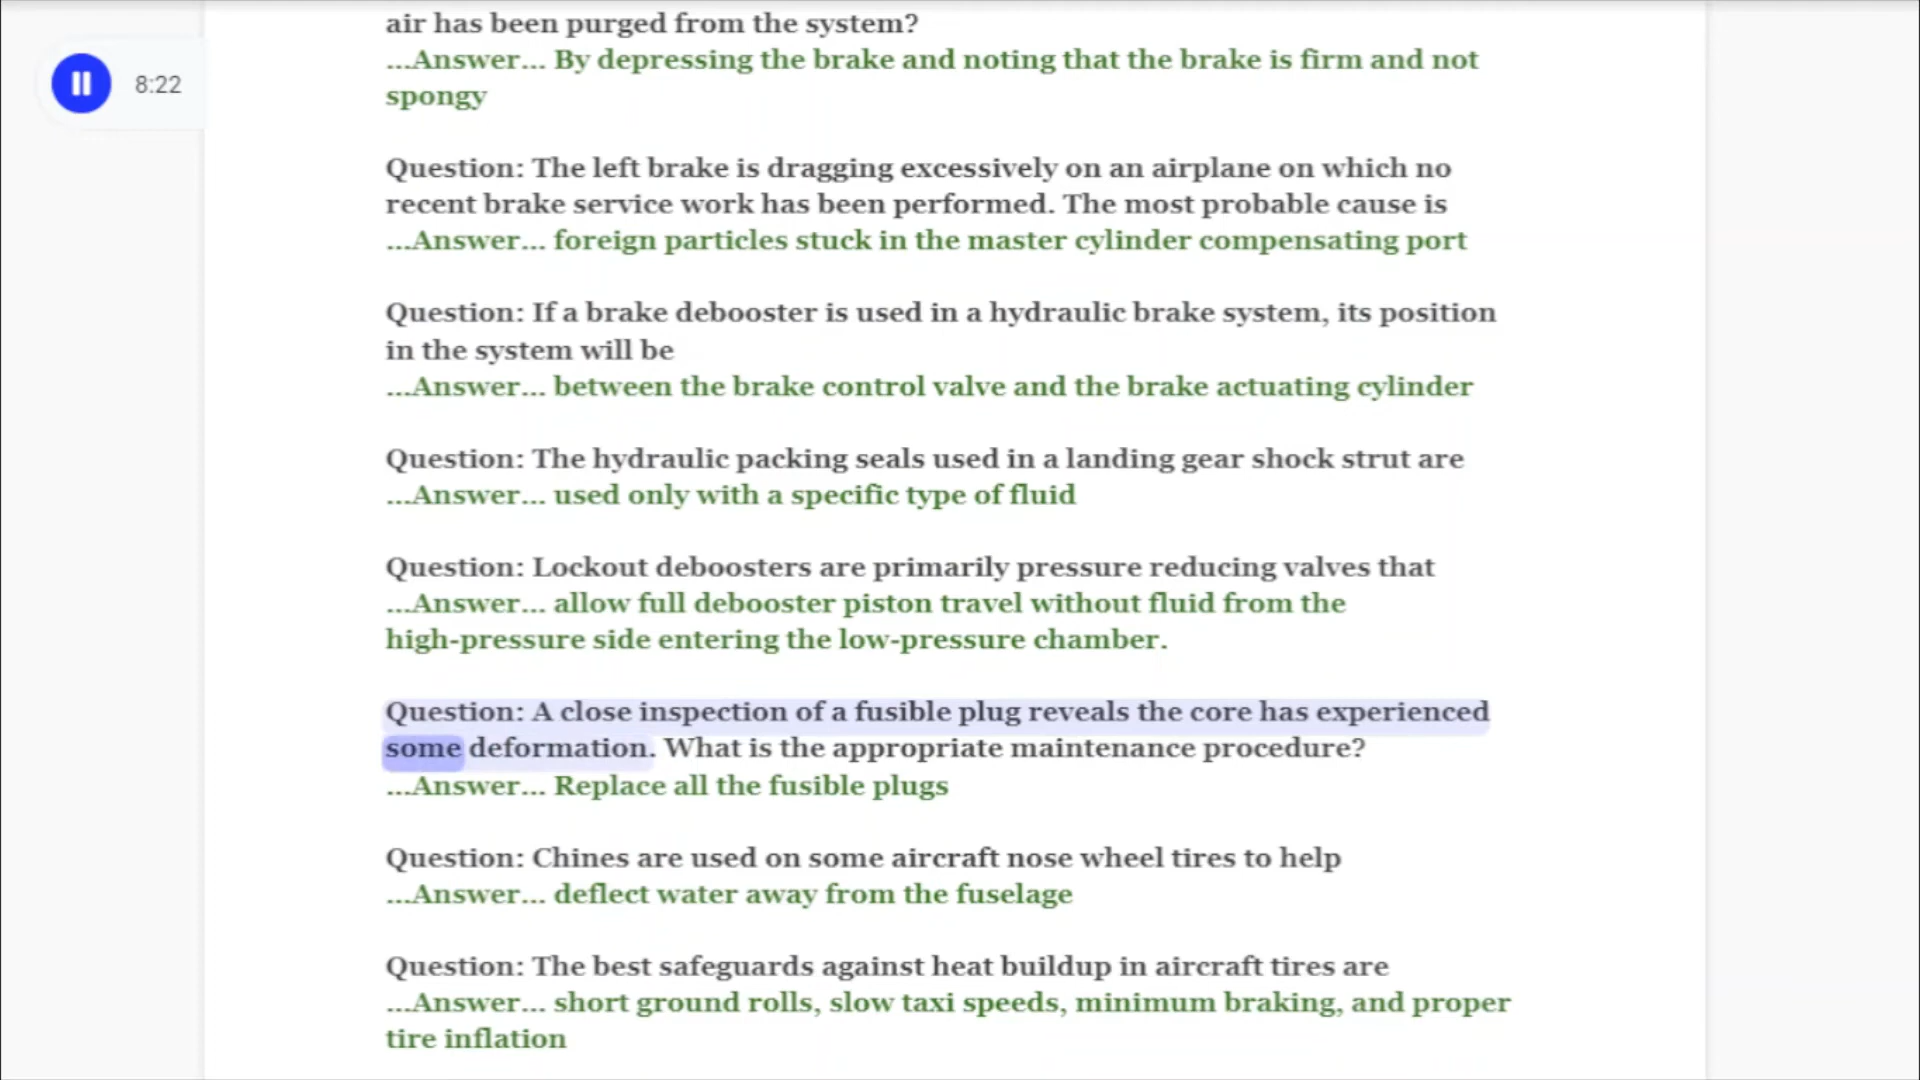 air has been purged from the system?
...Answer... By depressing the brake and noting that the brake is firm and not
spongy
8:22
Question: The left brake is dragging excessively on an airplane on which no
recent brake service work has been performed. The most probable cause is
...Answer... foreign particles stuck in the master cylinder compensating port
Question: If a brake debooster is used in a hydraulic brake system, its position
in the system will be
...Answer... between the brake control valve and the brake actuating cylinder
Question: The hydraulic packing seals used in a landing gear shock strut are
...Answer... used only with a specific type of fluid
Question: Lockout deboosters are primarily pressure reducing valves that
...Answer... allow full debooster piston travel without fluid from the
high-pressure side entering the low-pressure chamber.
Question: A close inspection of a fusible plug reveals the core has experienced
some deformation. What is the appropriate maintenance procedure?
...Answer... Replace all the fusible plugs
Question: Chines are used on some aircraft nose wheel tires to help
...Answer... deflect water away from the fuselage
Question: The best safeguards against heat buildup in aircraft tires are
...Answer... short ground rolls, slow taxi speeds, minimum braking, and proper
tire inflation